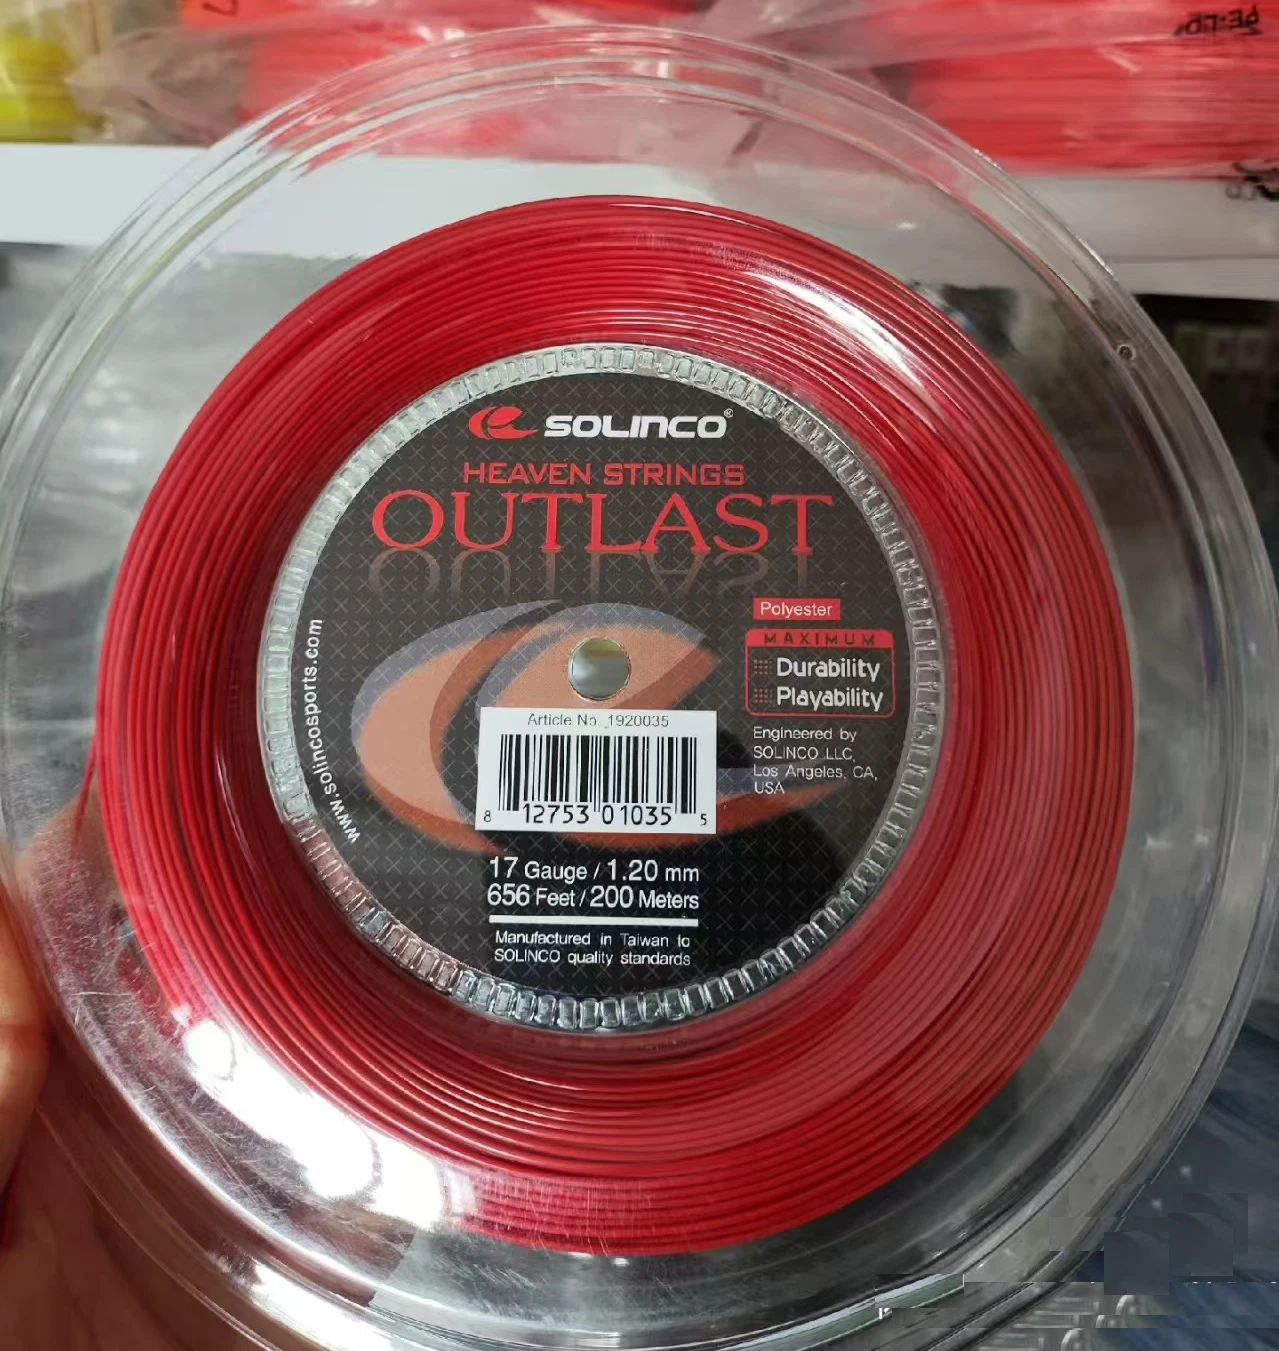 SOLINCO®
HEAVEN STRINGS
OUTLAST
Polyester
MAXIMUM
Durability
Playability
Engineered by
SOLINCO LLC,
Los Angeles, CA,
USA
www.solincosports.com
Article No. 1920035
8 12753 01035 5
17 Gauge / 1.20 mm
656 Feet / 200 Meters
Manufactured in Taiwan to
SOLINCO quality standards